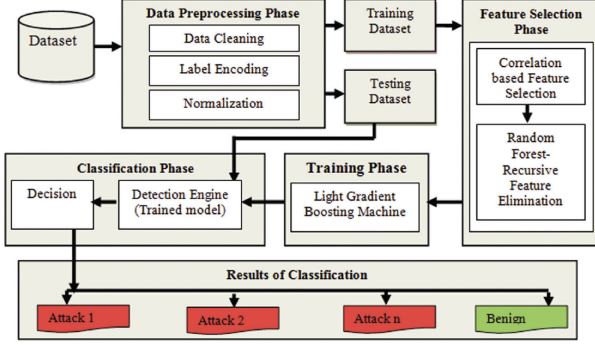 Dataset
Data Preprocessing Phase
Data Cleaning
Label Encoding
Normalization
Training
Dataset
Testing
Dataset
Feature Selection
Phase
Correlation
based Feature
Selection
Random
Forest-
Recursive
Feature
Elimination
Training Phase
Light Gradient
Boosting Machine
Classification Phase
Decision
Detection Engine
(Trained model)
Results of Classification
Attack 1
Attack 2
Attack n
Benign